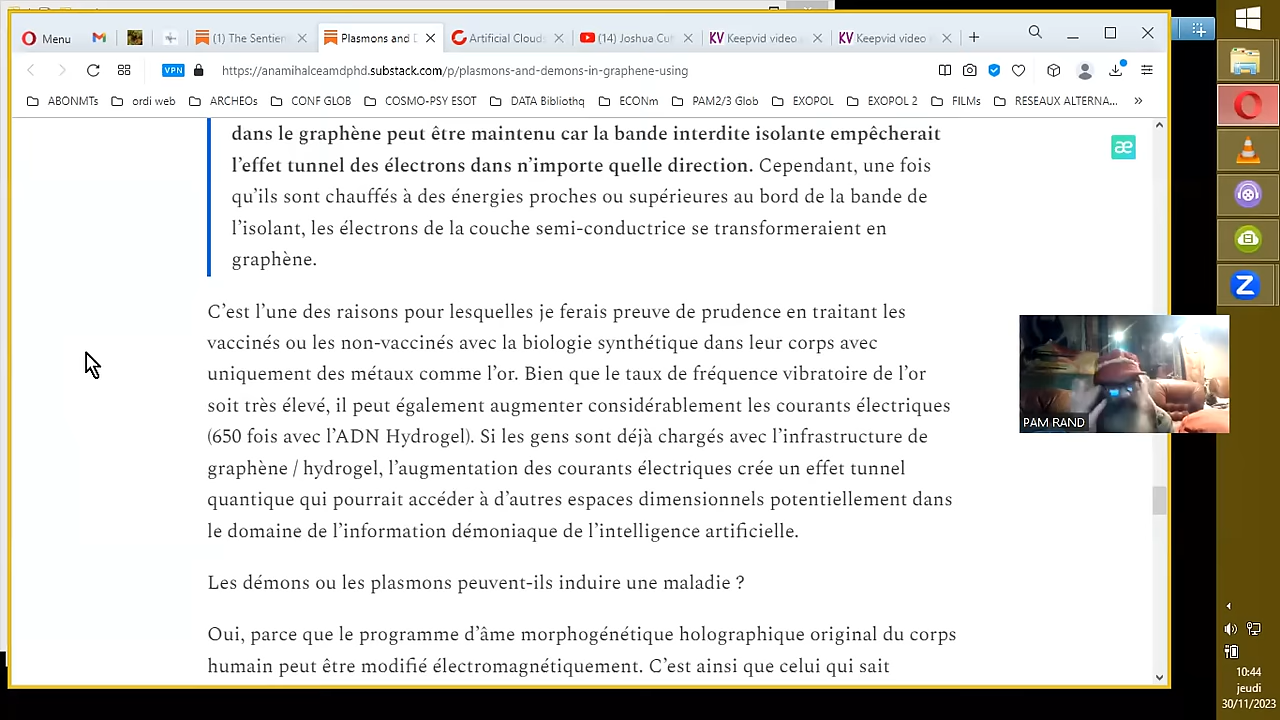 Menu
(1) The Sentien
Plasmons and D
Artificial Cloud
(14) Joshua Cut
KV Keepvid video
KV Keepvid video
VPN
https://anamihalceamdphd.substack.com/p/plasmons-and-demons-in-graphene-using
ABONMTs
ordi web
ARCHEOs
CONF GLOB
COSMO-PSY ESOT
DATA Bibliothq
ECONm
PAM2/3 Glob
EXOPOL
EXOPOL 2
FILMs
RESEAUX ALTERNA...
dans le graphène peut être maintenu car la bande interdite isolante empêcherait
l'effet tunnel des électrons dans n'importe quelle direction. Cependant, une fois
qu'ils sont chauffés à des énergies proches ou supérieures au bord de la bande de
l'isolant, les électrons de la couche semi-conductrice se transformeraient en
graphène.
æ
C'est l'une des raisons pour lesquelles je ferais preuve de prudence en traitant les
vaccinés ou les non-vaccinés avec la biologie synthétique dans leur corps avec
uniquement des métaux comme l'or. Bien que le taux de fréquence vibratoire de l'or
soit très élevé, il peut également augmenter considérablement les courants électriques
(650 fois avec l'ADN Hydrogel). Si les gens sont déjà chargés avec l'infrastructure de
graphène / hydrogel, l'augmentation des courants électriques crée un effet tunnel
quantique qui pourrait accéder à d'autres espaces dimensionnels potentiellement dans
le domaine de l'information démoniaque de l'intelligence artificielle.
Les démons ou les plasmons peuvent-ils induire une maladie ?
Oui, parce que le programme d'âme morphogénétique holographique original du corps
humain peut être modifié électromagnétiquement. C'est ainsi que celui qui sait
PAM RAND
10:44
jeudi
30/11/2023